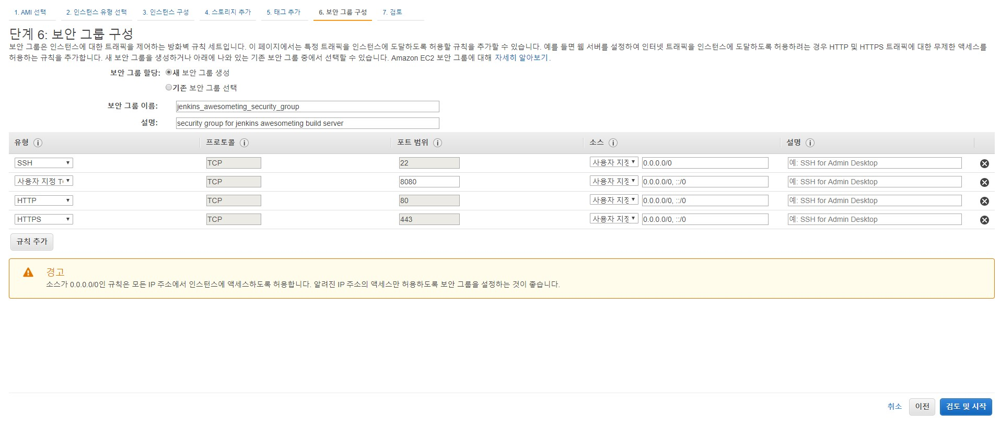 1. AMI 선택 2. 인스턴스 유형 선택 3. 인스턴스 구성 4. 스토리지 추가 5. 태그 추가 6. 보안 그룹 구성 7. 검토
단계 6: 보안 그룹 구성
보안 그룹은 인스턴스에 대한 트래픽을 제어하는 방화벽 규칙 세트입니다. 이 페이지에서는 특정 트래픽을 인스턴스에 도달하도록 허용할 규칙을 추가할 수 있습니다. 예를 들면 웹 서버를 설정하여 인터넷 트래픽을 인스턴스에 도달하도록 허용하려는 경우 HTTP 및 HTTPS 트래픽에 대한 무제한 액세스를
허용하는 규칙을 추가합니다. 새 보안 그룹을 생성하거나 아래에 나와 있는 기존 보안 그룹 중에서 선택할 수 있습니다. Amazon EC2 보안 그룹에 대해 자세히 알아보기.
보안 그룹 할당: 새 보안 그룹 생성
기존 보안 그룹 선택
보안 그룹 이름: jenkins_awesometing_security_group
설명: security group for jenkins awesometing build server
유형 프로토콜 포트 범위 소스 설명
SSH TCP 22 사용자 지정 0.0.0.0/0 예: SSH for Admin Desktop
사용자 지정 TCP 8080 사용자 지정 0.0.0.0/0, ::/0 예: SSH for Admin Desktop
HTTP TCP 80 사용자 지정 0.0.0.0/0, ::/0 예: SSH for Admin Desktop
HTTPS TCP 443 사용자 지정 0.0.0.0/0, ::/0 예: SSH for Admin Desktop
규칙 추가
경고
소스가 0.0.0.0/0인 규칙은 모든 IP 주소에서 인스턴스에 액세스하도록 허용합니다. 알려진 IP 주소의 액세스만 허용하도록 보안 그룹을 설정하는 것이 좋습니다.
취소 이전 검토 및 시작